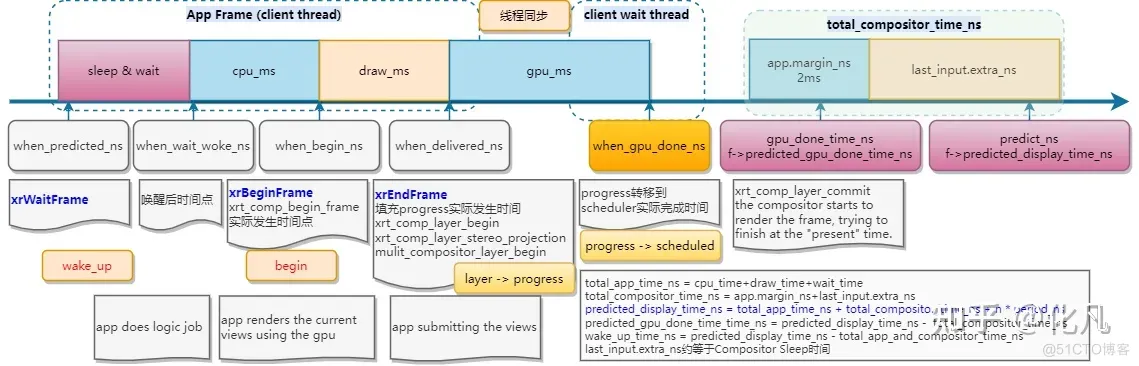 App Frame (client thread)
线程同步
client wait thread
total_compositor_time_ns
sleep & wait
cpu_ms
draw_ms
gpu_ms
app.margin_ns
2ms
last_input.extra_ns
when_predicted_ns
when_wait_woke_ns
when_begin_ns
when_delivered_ns
when_gpu_done_ns
gpu_done_time_ns
f->predicted_gpu_done_time_ns
predict_ns
f->predicted_display_time_ns
xrWaitFrame
唤醒后时间点
xrBeginFrame
xrt_comp_begin_frame
实际发生时间点
xrEndFrame
填充progress实际发生时间
xrt_comp_layer_begin
xrt_comp_layer_stereo_projection
mulit_compositor_layer_begin
progress转移到
scheduler实际完成时间
xrt_comp_layer_commit
the compositor starts to
render the frame, trying to
finish at the "present" time.
wake_up
begin
layer -> progress
progress -> scheduled
app does logic job
app renders the current
views using the gpu
app submitting the views
total_app_time_ns = cpu_time+draw_time+wait_time
total_compositor_time_ns = app.margin_ns+last_input.extra_ns
predicted_display_time_ns = total_app_time_ns + total_composito * period_ns
predicted_gpu_done_time_time_ns = predicted_display_time_ns -
wake_up_time_ns = predicted_display_time_ns - total_app_and_compositor_time_ns
last_input.extra_ns约等于Compositor Sleep时间
知乎 @化凡
@51CTO博客